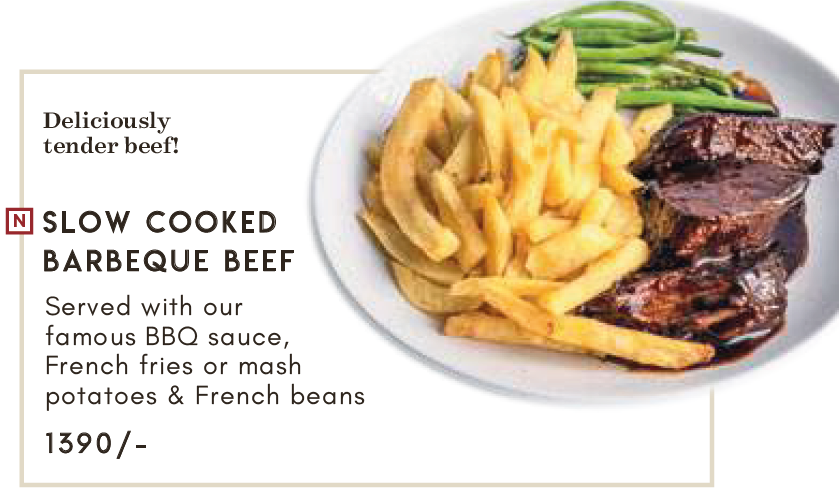 Deliciously
tender beef!
N SLOW COOKED
BARBEQUE BEEF
Served with our
famous BBQ sauce,
French fries or mash
potatoes & French beans
1390/-